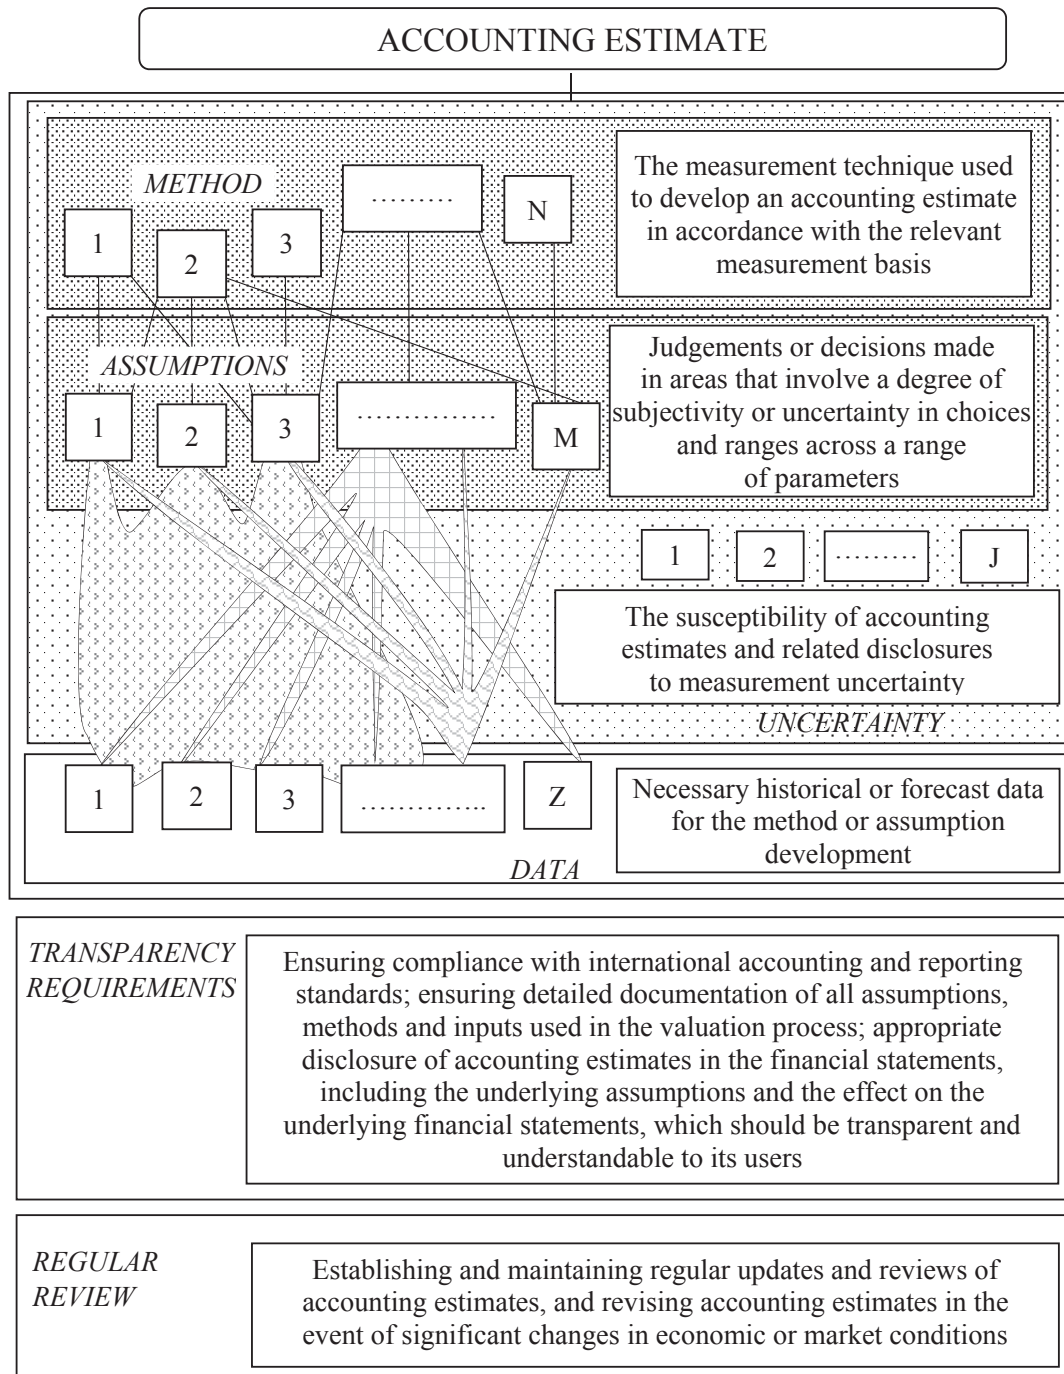 ACCOUNTING ESTIMATE
METHOD
1
2
3
………
N
The measurement technique used
to develop an accounting estimate
in accordance with the relevant
measurement basis
ASSUMPTIONS
1
2
3
……………
M
Judgements or decisions made
in areas that involve a degree of
subjectivity or uncertainty in choices
and ranges across a range
of parameters
1
2
………
J
The susceptibility of accounting
estimates and related disclosures
to measurement uncertainty
UNCERTAINTY
1
2
3
…………..
Z
DATA
Necessary historical or forecast data
for the method or assumption
development
TRANSPARENCY
REQUIREMENTS
Ensuring compliance with international accounting and reporting
standards; ensuring detailed documentation of all assumptions,
methods and inputs used in the valuation process; appropriate
disclosure of accounting estimates in the financial statements,
including the underlying assumptions and the effect on the
underlying financial statements, which should be transparent and
understandable to its users
REGULAR
REVIEW
Establishing and maintaining regular updates and reviews of
accounting estimates, and revising accounting estimates in the
event of significant changes in economic or market conditions